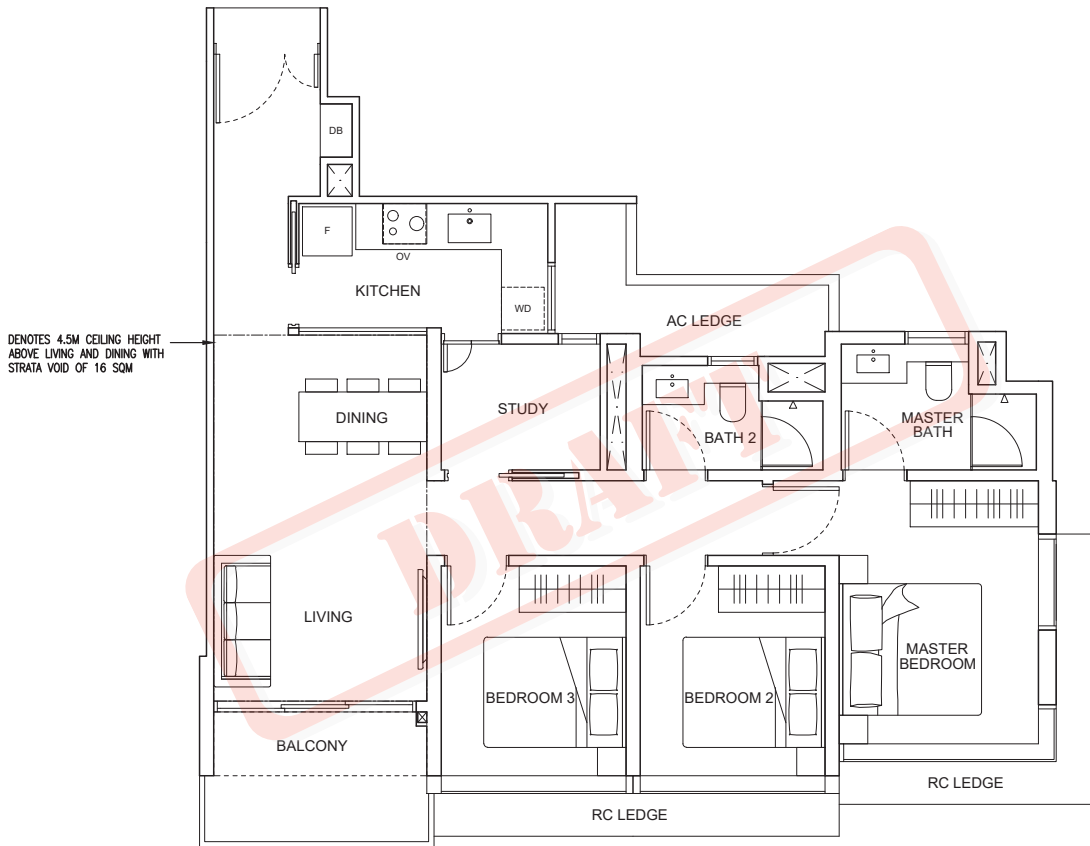 DB
F
OV
KITCHEN
WD
AC LEDGE
DENOTES 4.5M CEILING HEIGHT
ABOVE LIVING AND DINING WITH
STRATA VOID OF 16 SQM
DINING
STUDY
BATH 2
MASTER
BATH
DRAFT
LIVING
MASTER
BEDROOM
BEDROOM 3
BEDROOM 2
BALCONY
RC LEDGE
RC LEDGE